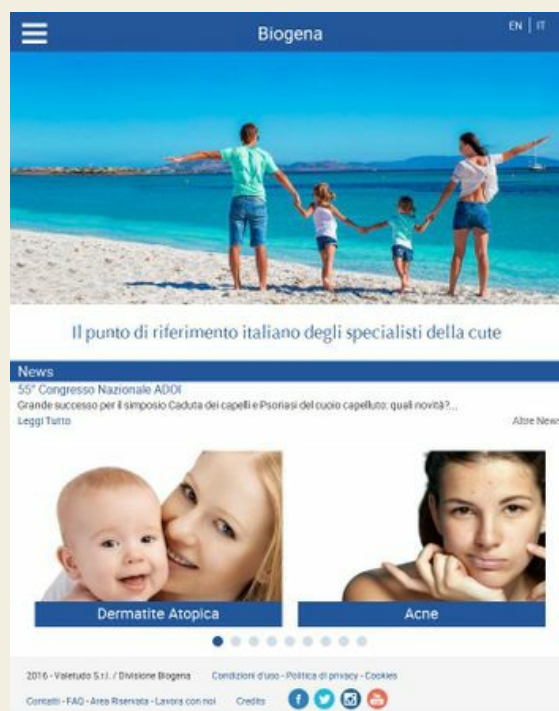 Biogena
EN | IT
Il punto di riferimento italiano degli specialisti della cute
News
55° Congresso Nazionale ADOI
Grande successo per il simposio Caduta dei capelli e Psoriasi del cuoio capelluto: quali novità?...
Leggi Tutto Altre News
Dermatite Atopica Acne
2016 - Valetudo S.r.l. / Divisione Biogena Condizioni d'uso - Politica di privacy - Cookies
Contatti - FAQ - Area Riservata - Lavora con noi Credits